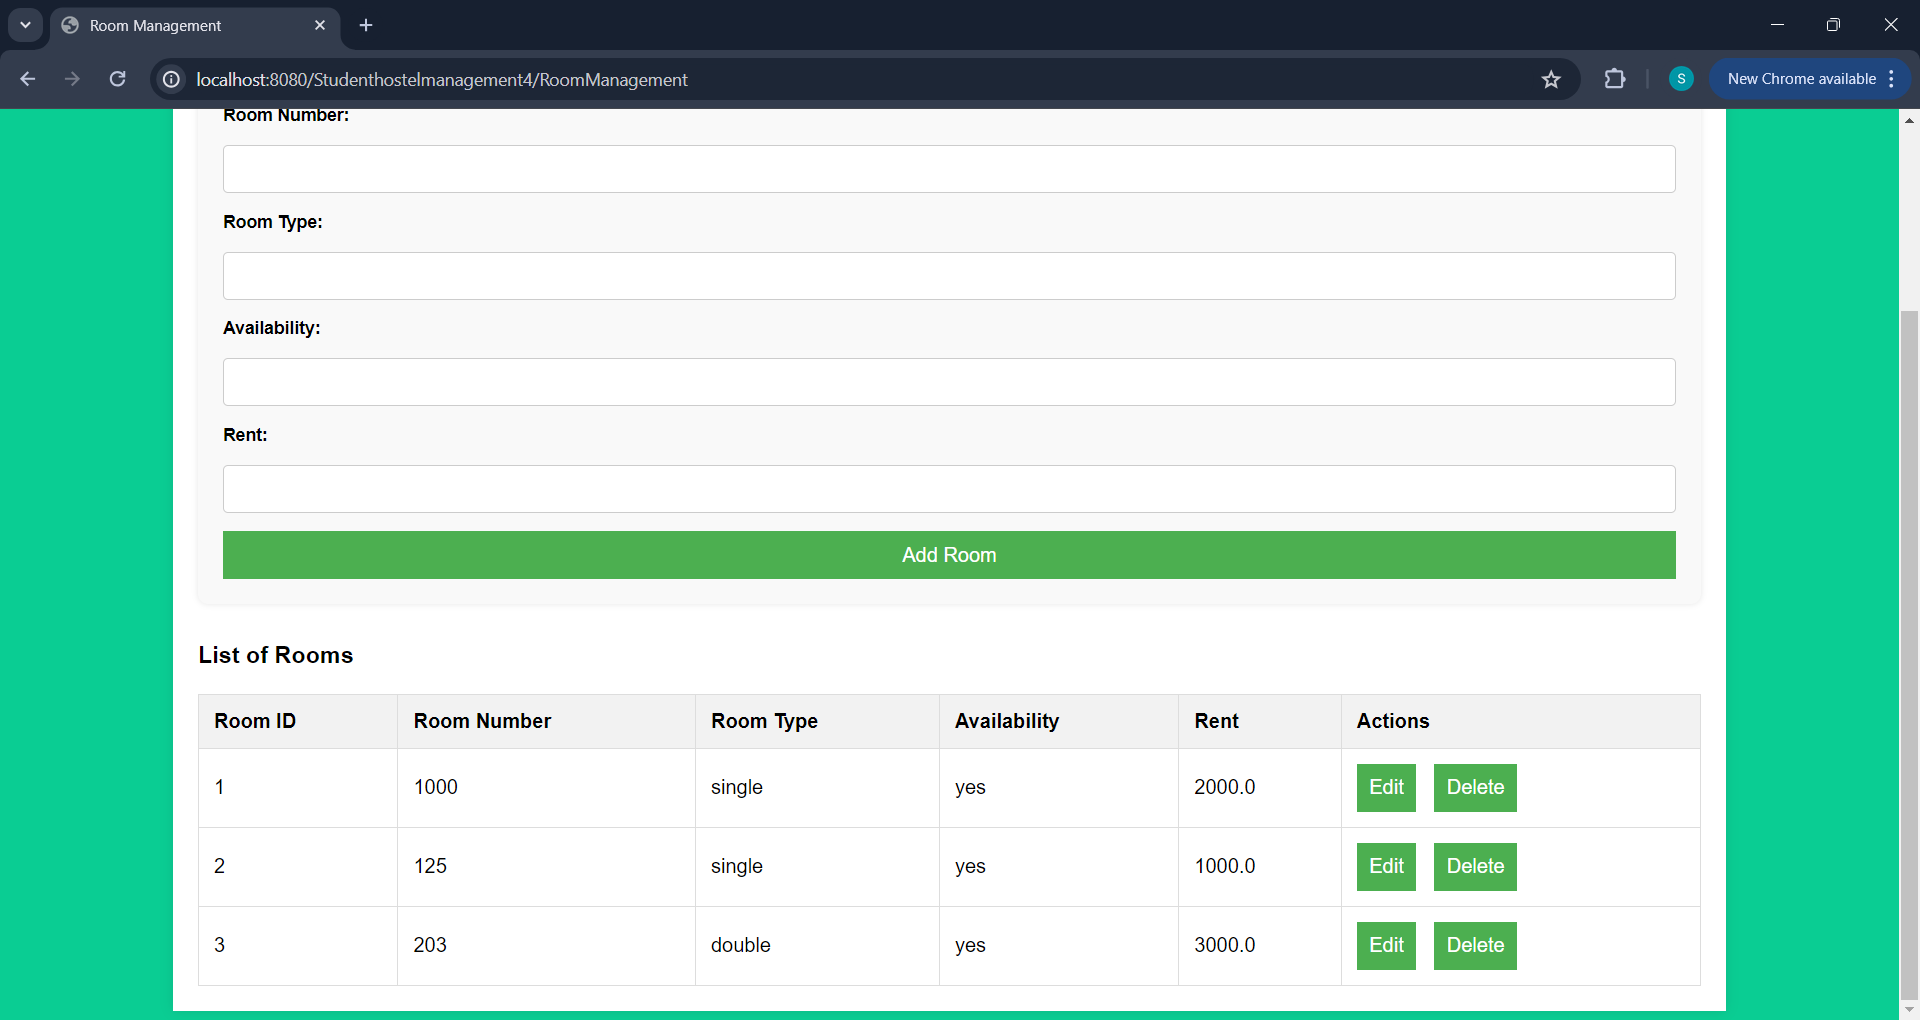 Room Management
localhost:8080/Studenthostelmanagement4/RoomManagement
S
New Chrome available
Room Number:
Room Type:
Availability:
Rent:
Add Room
List of Rooms
Room ID Room Number Room Type Availability Rent Actions
1 1000 single yes 2000.0 Edit Delete
2 125 single yes 1000.0 Edit Delete
3 203 double yes 3000.0 Edit Delete